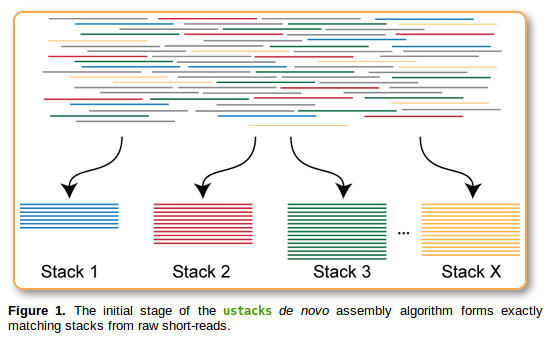 ...
Stack 1 Stack 2 Stack 3 Stack X
Figure 1. The initial stage of the ustacks de novo assembly algorithm forms exactly
matching stacks from raw short-reads.